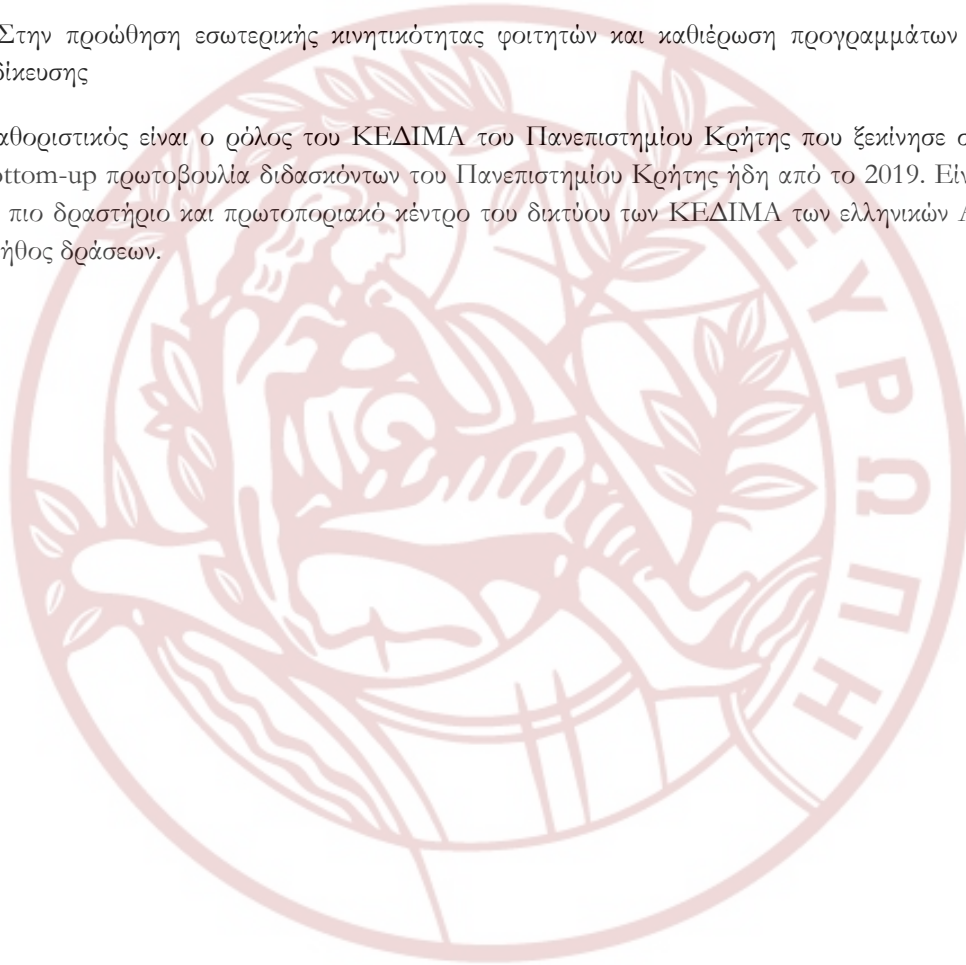 Στην προώθηση εσωτερικής κινητικότητας φοιτητών και καθιέρωση προγραμμάτων
δίκευσης
αθοριστικός είναι ο ρόλος του ΚΕΔΙΜΑ του Πανεπιστημίου Κρήτης που ξεκίνησε
ottom-up πρωτοβουλία διδασκόντων του Πανεπιστημίου Κρήτης ήδη από το 2019. Είν
πιο δραστήριο και πρωτοποριακό κέντρο του δικτύου των ΚΕΔΙΜΑ των ελληνικών
ήθος δράσεων.
ΕΥΡΩΠΗ